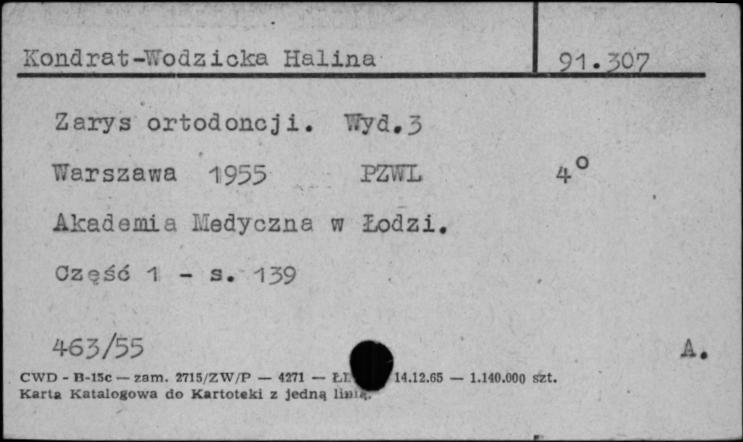 Kondrat-Wodzicka Halina 91.307
Zarys ortodoncji. Wyd.3
Warszawa 1955 PZWL 4°
Akademia Medyczna w Łodzi.
Część 1 - s. 139
463/55 A.
CWD - B-15c — zam. 2715/ZW/P — 4271 — 14.12.65 — 1.140.000 szt.
Karta Katalogowa do Kartoteki z jedną linią.